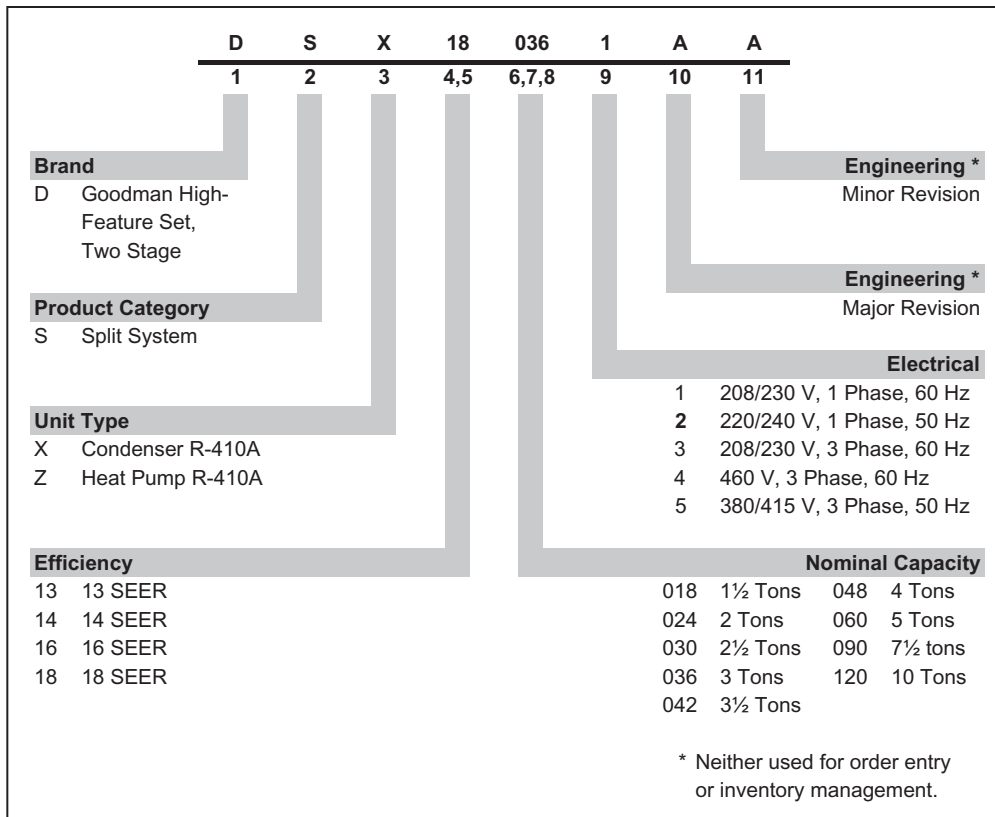 D S X 18 036 1 A A
1 2 3 4,5 6,7,8 9 10 11
Brand
D Goodman High-
Feature Set,
Two Stage
Product Category
S Split System
Unit Type
X Condenser R-410A
Z Heat Pump R-410A
Efficiency
13 13 SEER
14 14 SEER
16 16 SEER
18 18 SEER
Engineering *
Minor Revision
Engineering *
Major Revision
Electrical
1 208/230 V, 1 Phase, 60 Hz
2 220/240 V, 1 Phase, 50 Hz
3 208/230 V, 3 Phase, 60 Hz
4 460 V, 3 Phase, 60 Hz
5 380/415 V, 3 Phase, 50 Hz
Nominal Capacity
018 1½ Tons 048 4 Tons
024 2 Tons 060 5 Tons
030 2½ Tons 090 7½ tons
036 3 Tons 120 10 Tons
042 3½ Tons
* Neither used for order entry
or inventory management.